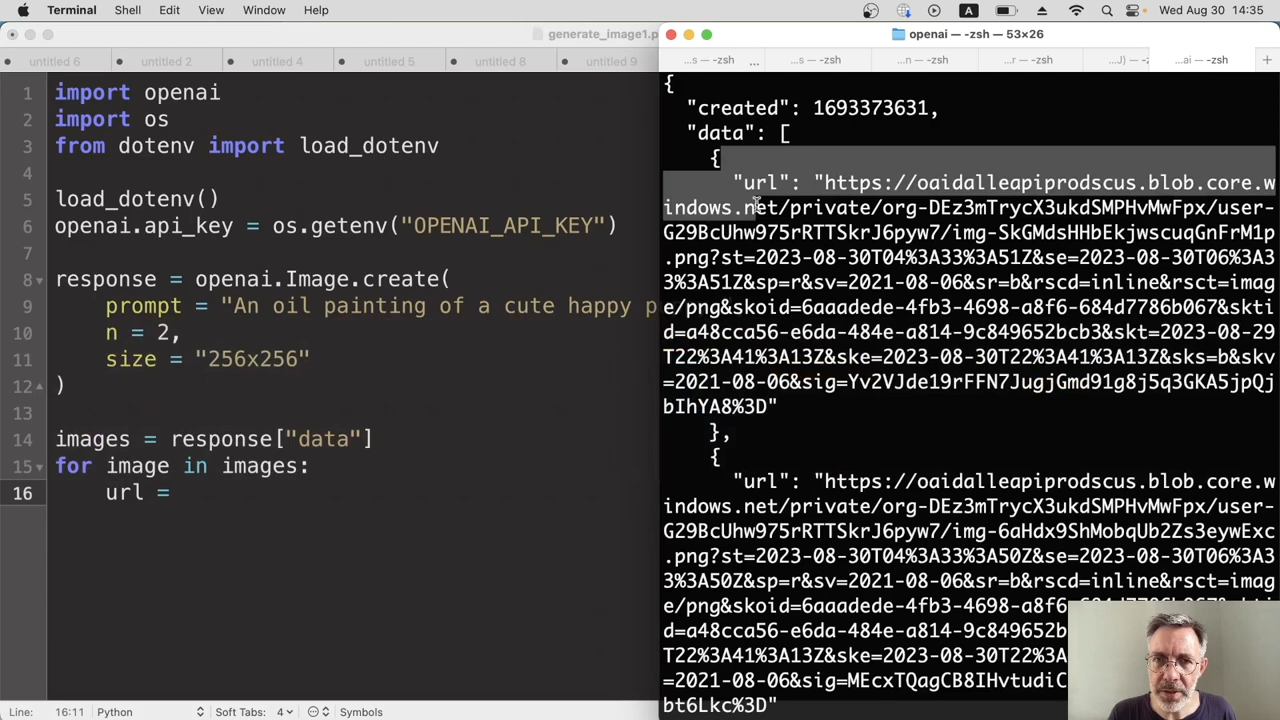 Terminal Shell Edit View Window Help A Wed Aug 30 14:35
generate_image1.p
untitled 6 untitled 2 untitled 4 untitled 5 untitled 8 untitled 9
1 import openai
2 import os
3 from dotenv import load_dotenv
4
5 load_dotenv()
6 openai.api_key = os.getenv("OPENAI_API_KEY")
7
8 response = openai.Image.create(
9 prompt = "An oil painting of a cute happy p
10 n = 2,
11 size = "256x256"
12 )
13
14 images = response["data"]
15 for image in images:
16 url =
Line: 16:11 Python Soft Tabs: 4 Symbols
openai — -zsh — 53×26
...s — -zsh ... ...s — -zsh ...n — -zsh ...r — -zsh ...J) — -z ...ai — -zsh
{
"created": 1693373631,
"data": [
{
"url": "https://oaidalleapiprodscus.blob.core.w
indows.net/private/org-DEz3mTrycX3ukdSMPHvMwFpx/user-
G29BcUhw975rRTTSkrJ6pyw7/img-SkGMdsHHbEkjwscuqGnFrM1p
.png?st=2023-08-30T04%3A33%3A51Z&se=2023-08-30T06%3A3
3%3A51Z&sp=r&sv=2021-08-06&sr=b&rscd=inline&rsct=imag
e/png&skoid=6aaadede-4fb3-4698-a8f6-684d7786b067&skti
d=a48cca56-e6da-484e-a814-9c849652bcb3&skt=2023-08-29
T22%3A41%3A13Z&ske=2023-08-30T22%3A41%3A13Z&sks=b&skv
=2021-08-06&sig=Yv2VJde19rFFN7JugjGmd91g8j5q3GKA5jpQj
bIhYA8%3D"
},
{
"url": "https://oaidalleapiprodscus.blob.core.w
indows.net/private/org-DEz3mTrycX3ukdSMPHvMwFpx/user-
G29BcUhw975rRTTSkrJ6pyw7/img-6aHdx9ShMobqUb2Zs3eywExc
.png?st=2023-08-30T04%3A33%3A50Z&se=2023-08-30T06%3A3
3%3A50Z&sp=r&sv=2021-08-06&sr=b&rscd=inline&rsct=imag
e/png&skoid=6aaadede-4fb3-4698-a8f6-
d=a48cca56-e6da-484e-a814-9c849652b
T22%3A41%3A13Z&ske=2023-08-30T22%3A
=2021-08-06&sig=MEcxTQagCB8IHvtudiC
bt6Lkc%3D"